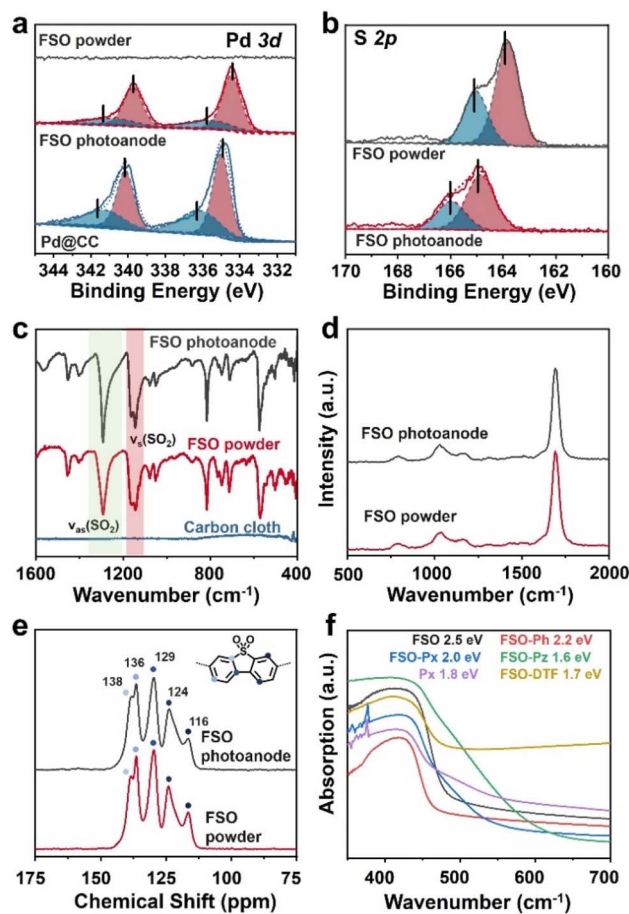 a
Pd 3d
FSO powder
FSO photoanode
Pd@CC
344 342 340 338 336 334 332
Binding Energy (eV)
b
S 2p
FSO powder
FSO photoanode
170 168 166 164 162 160
Binding Energy (eV)
c
FSO photoanode
νs(SO2)
FSO powder
νas(SO2)
Carbon cloth
1600 1200 800 400
Wavenumber (cm-1)
d
Intensity (a.u.)
FSO photoanode
FSO powder
500 1000 1500 2000
Wavenumber (cm-1)
e
138 136 129 124 116
O O
S
FSO
photoanode
FSO
powder
175 150 125 100 75
Chemical Shift (ppm)
f
Absorption (a.u.)
FSO 2.5 eV FSO-Ph 2.2 eV
FSO-Px 2.0 eV FSO-Pz 1.6 eV
Px 1.8 eV FSO-DTF 1.7 eV
400 500 600 700
Wavenumber (cm-1)